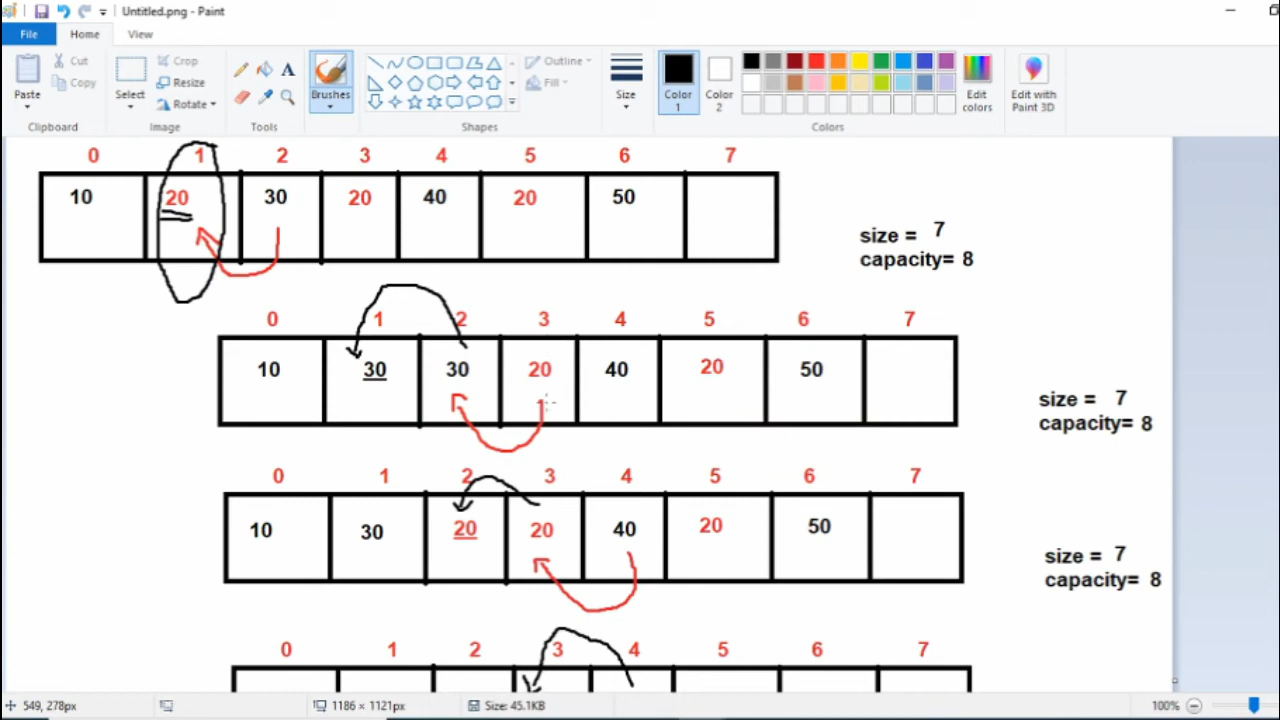 Untitled.png - Paint
File Home View
Paste Cut Copy Clipboard
Select Crop Resize Rotate Image
A Tools
Brushes
Outline Fill Shapes
Size
Color 1 Color 2 Edit colors Colors
Edit with Paint 3D
0 1 2 3 4 5 6 7
10 20 30 20 40 20 50
size = 7
capacity= 8
0 1 2 3 4 5 6 7
10 30 30 20 40 20 50
size = 7
capacity= 8
0 1 2 3 4 5 6 7
10 30 20 20 40 20 50
size = 7
capacity= 8
0 1 2 3 4 5 6 7
549, 278px 1186 × 1121px Size: 45.1KB 100%